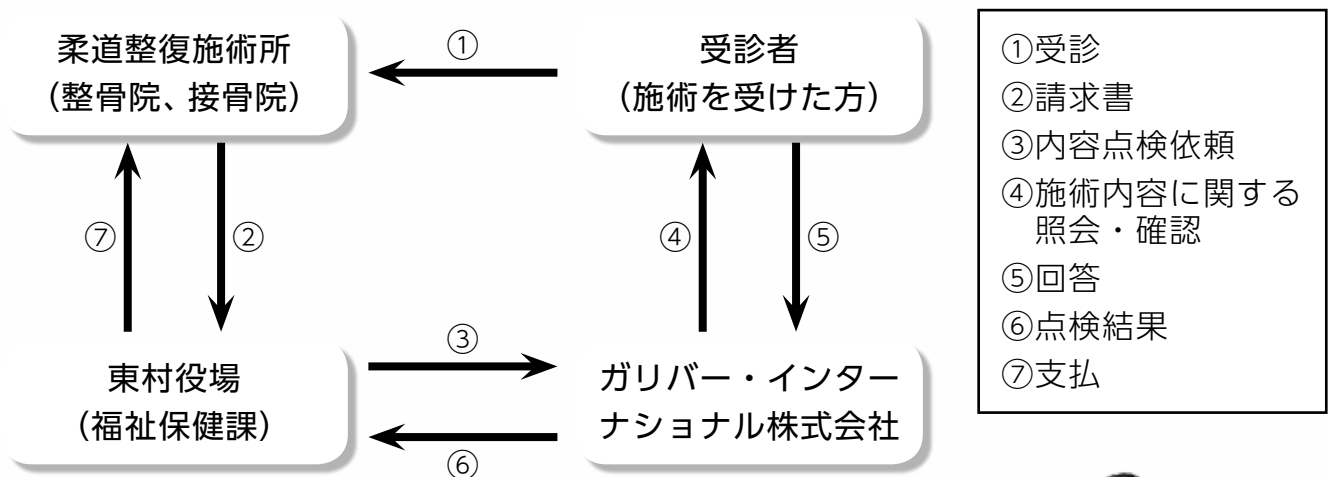 柔道整復施術所
（整骨院、接骨院）
①
受診者
（施術を受けた方）
⑦
②
④
⑤
東村役場
（福祉保健課）
③
⑥
ガリバー・インター
ナショナル株式会社
①受診
②請求書
③内容点検依頼
④施術内容に関する
照会・確認
⑤回答
⑥点検結果
⑦支払